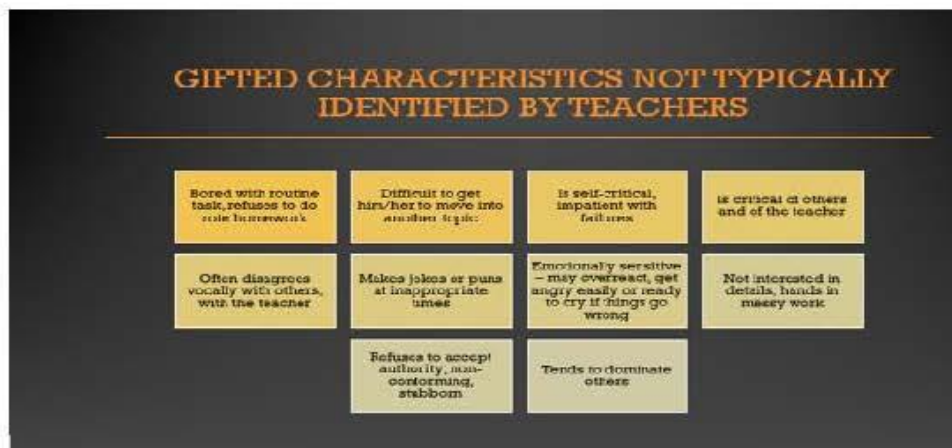 GIFTED CHARACTERISTICS NOT TYPICALLY
IDENTIFIED BY TEACHERS
Bored with routine
task, refuses to do
rote homework
Difficult to get
him/her to move into
another topic
Is self-critical,
impatient with
failures
Is critical of others
and of the teacher
Often disagrees
vocally with others,
with the teacher
Makes jokes or puns
at inappropriate
times
Emotionally sensitive
– may overreact, get
angry easily or ready
to cry if things go
wrong
Not interested in
details, hands in
messy work
Refuses to accept
authority, non-
conforming,
stubborn
Tends to dominate
others